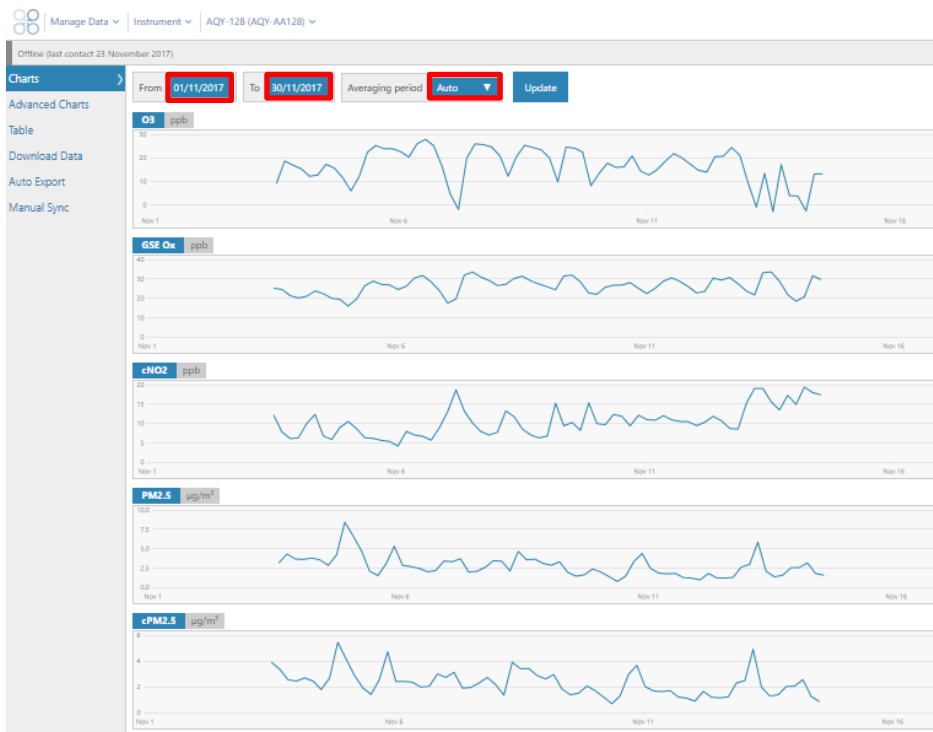 Manage Data Instrument AQY-128 (AQY-AA128)
Offline (last contact 23 November 2017)
Charts
Advanced Charts
Table
Download Data
Auto Export
Manual Sync
From 01/11/2017 To 30/11/2017 Averaging period Auto Update
O3 ppb
30
20
10
0
Nov 1 Nov 6 Nov 11 Nov 16
GSE Ox ppb
40
30
20
10
0
Nov 1 Nov 6 Nov 11 Nov 16
cNO2 ppb
20
15
10
5
0
Nov 1 Nov 6 Nov 11 Nov 16
PM2.5 µg/m³
10.0
7.5
5.0
2.5
0.0
Nov 1 Nov 6 Nov 11 Nov 16
cPM2.5 µg/m³
6
4
2
0
Nov 1 Nov 6 Nov 11 Nov 16